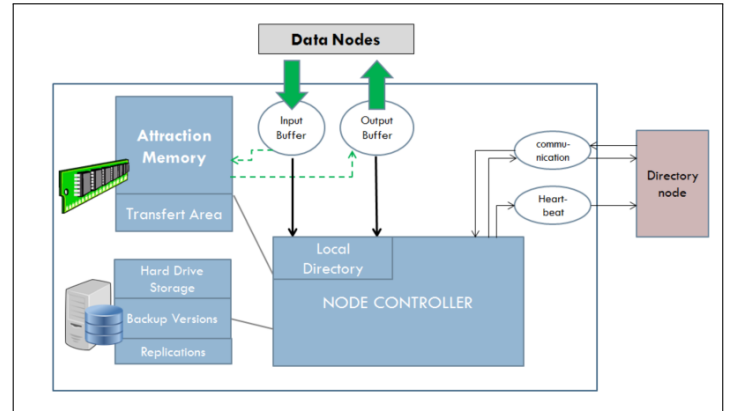 Data Nodes
Attraction
Memory
Transfert Area
Input
Buffer
Output
Buffer
commu-
nication
Heart-
beat
Directory
node
Local
Directory
NODE CONTROLLER
Hard Drive
Storage
Backup Versions
Replications